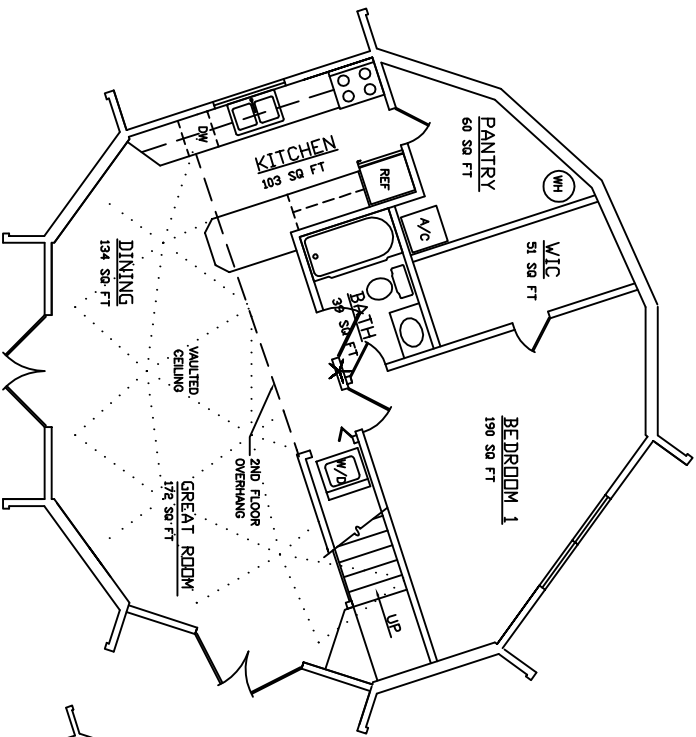 PANTRY
60 SQ FT
WH
DW
KITCHEN
103 SQ FT
REF
A/C
WIC
51 SQ FT
BATH
39 SQ FT
DINING
134 SQ FT
VAULTED
CEILING
BEDROOM 1
190 SQ FT
2ND FLOOR
OVERHANG
W/D
GREAT ROOM
172 SQ FT
UP